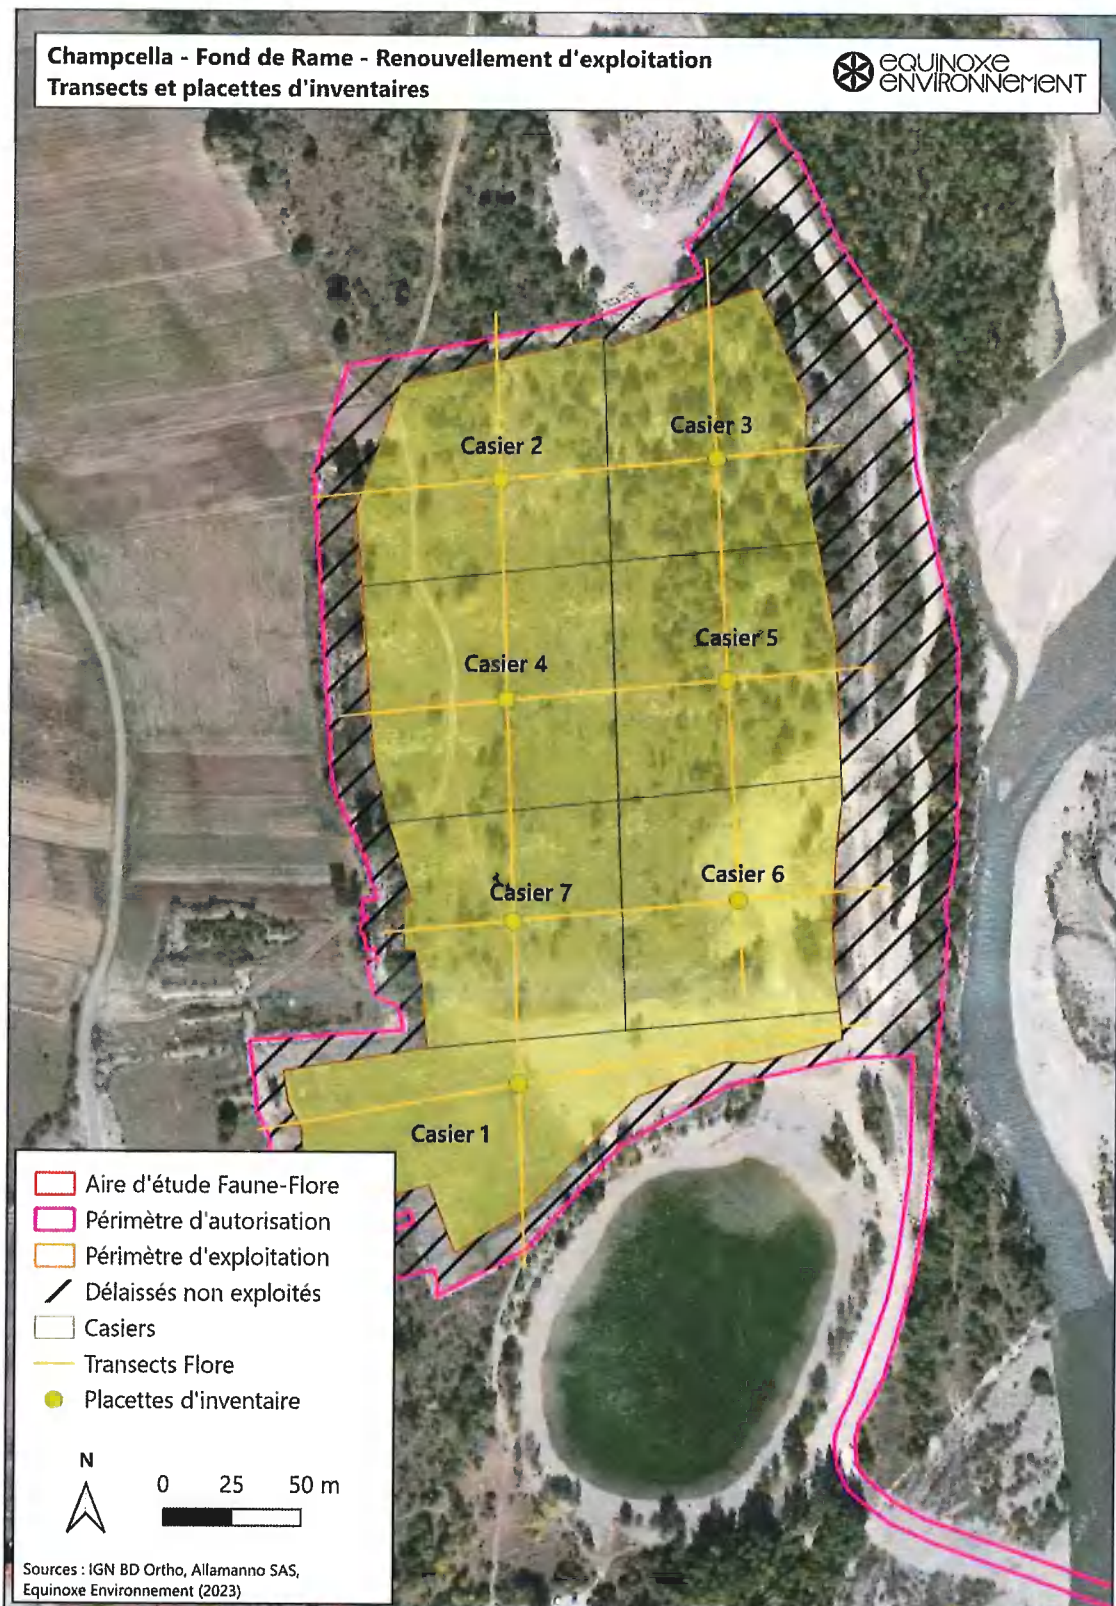 Champcella - Fond de Rame - Renouvellement d'exploitation
Transects et placettes d'inventaires
EQUINOXE
ENVIRONNEMENT
Casier 3
Casier 2
Casier 5
Casier 4
Casier 6
Casier 7
Casier 1
Aire d'étude Faune-Flore
Périmètre d'autorisation
Périmètre d'exploitation
Délaissés non exploités
Casiers
Transects Flore
Placettes d'inventaire
N
0 25 50 m
Sources : IGN BD Ortho, Allamanno SAS,
Equinoxe Environnement (2023)